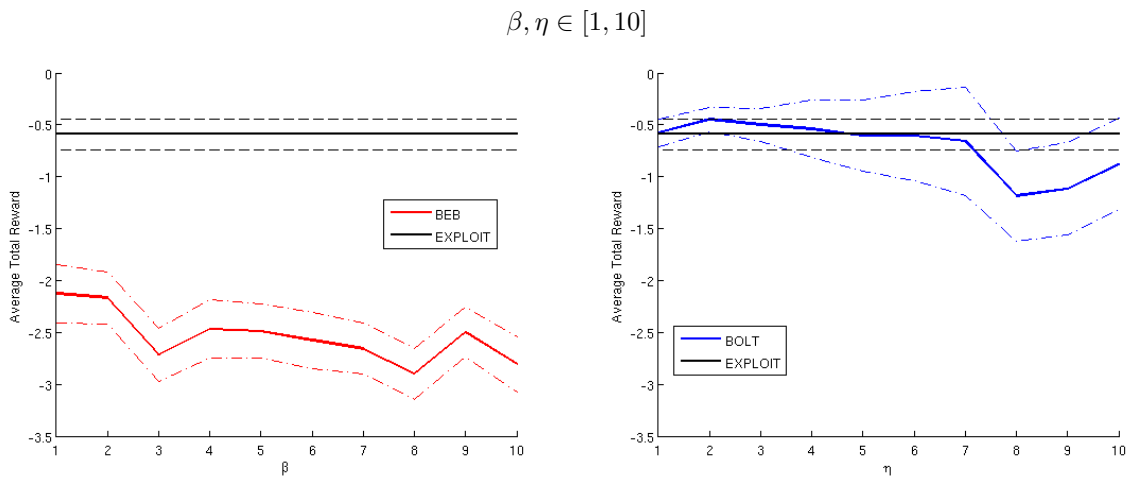 β, η ∈ [1, 10]
0
-0.5
-1
-1.5
-2
-2.5
-3
-3.5
Average Total Reward
BEB
EXPLOIT
1 2 3 4 5 6 7 8 9 10
β
0
-0.5
-1
-1.5
-2
-2.5
-3
-3.5
Average Total Reward
BOLT
EXPLOIT
1 2 3 4 5 6 7 8 9 10
η